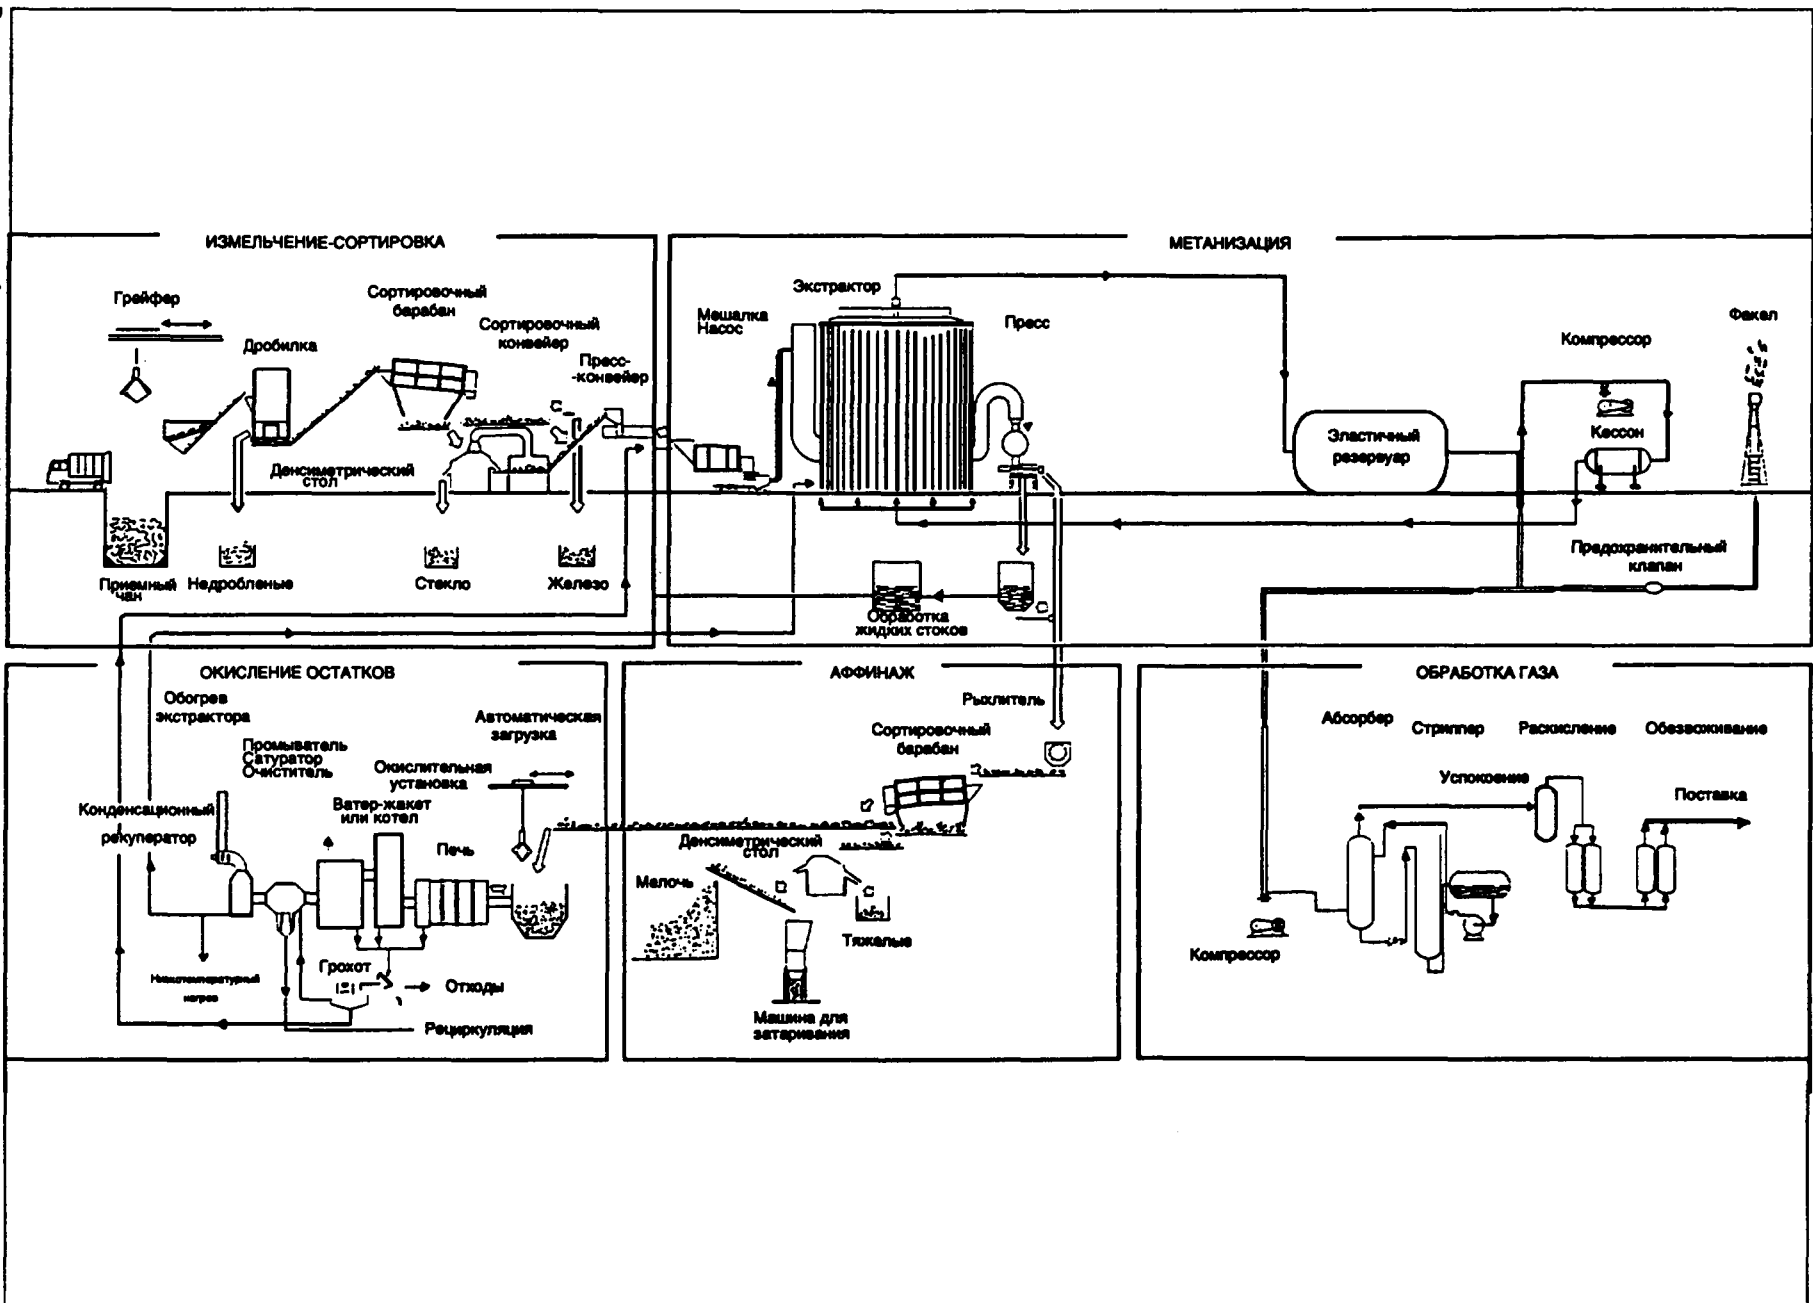 ИЗМЕЛЬЧЕНИЕ-СОРТИРОВКА
Грейфер
Сортировочный
барабан
Сортировочный
конвейер
Дробилка
Пресс-
-конвейер
Денсиметрический
стол
Приемный
чан
Недробленые
Стекло
Железо
МЕТАНИЗАЦИЯ
Экстрактор
Мешалка
Насос
Пресс
Факел
Компрессор
Кессон
Эластичный
резервуар
Предохранительный
клапан
Обработка
жидких стоков
ОКИСЛЕНИЕ ОСТАТКОВ
Обогрев
экстрактора
Автоматическая
загрузка
Промыватель
Сатуратор
Очиститель
Окислительная
установка
Конденсационный
рекуператор
Ватер-жакет
или котел
Печь
Низкотемпературный
нагрев
Грохот
Отходы
Рециркуляция
АФФИНАЖ
Рыхлитель
Сортировочный
барабан
Денсиметрический
стол
Мелочь
Тяжелые
Машина для
затаривания
ОБРАБОТКА ГАЗА
Абсорбер
Стриппер
Раскисление
Обезвоживание
Успокоение
Поставка
Компрессор